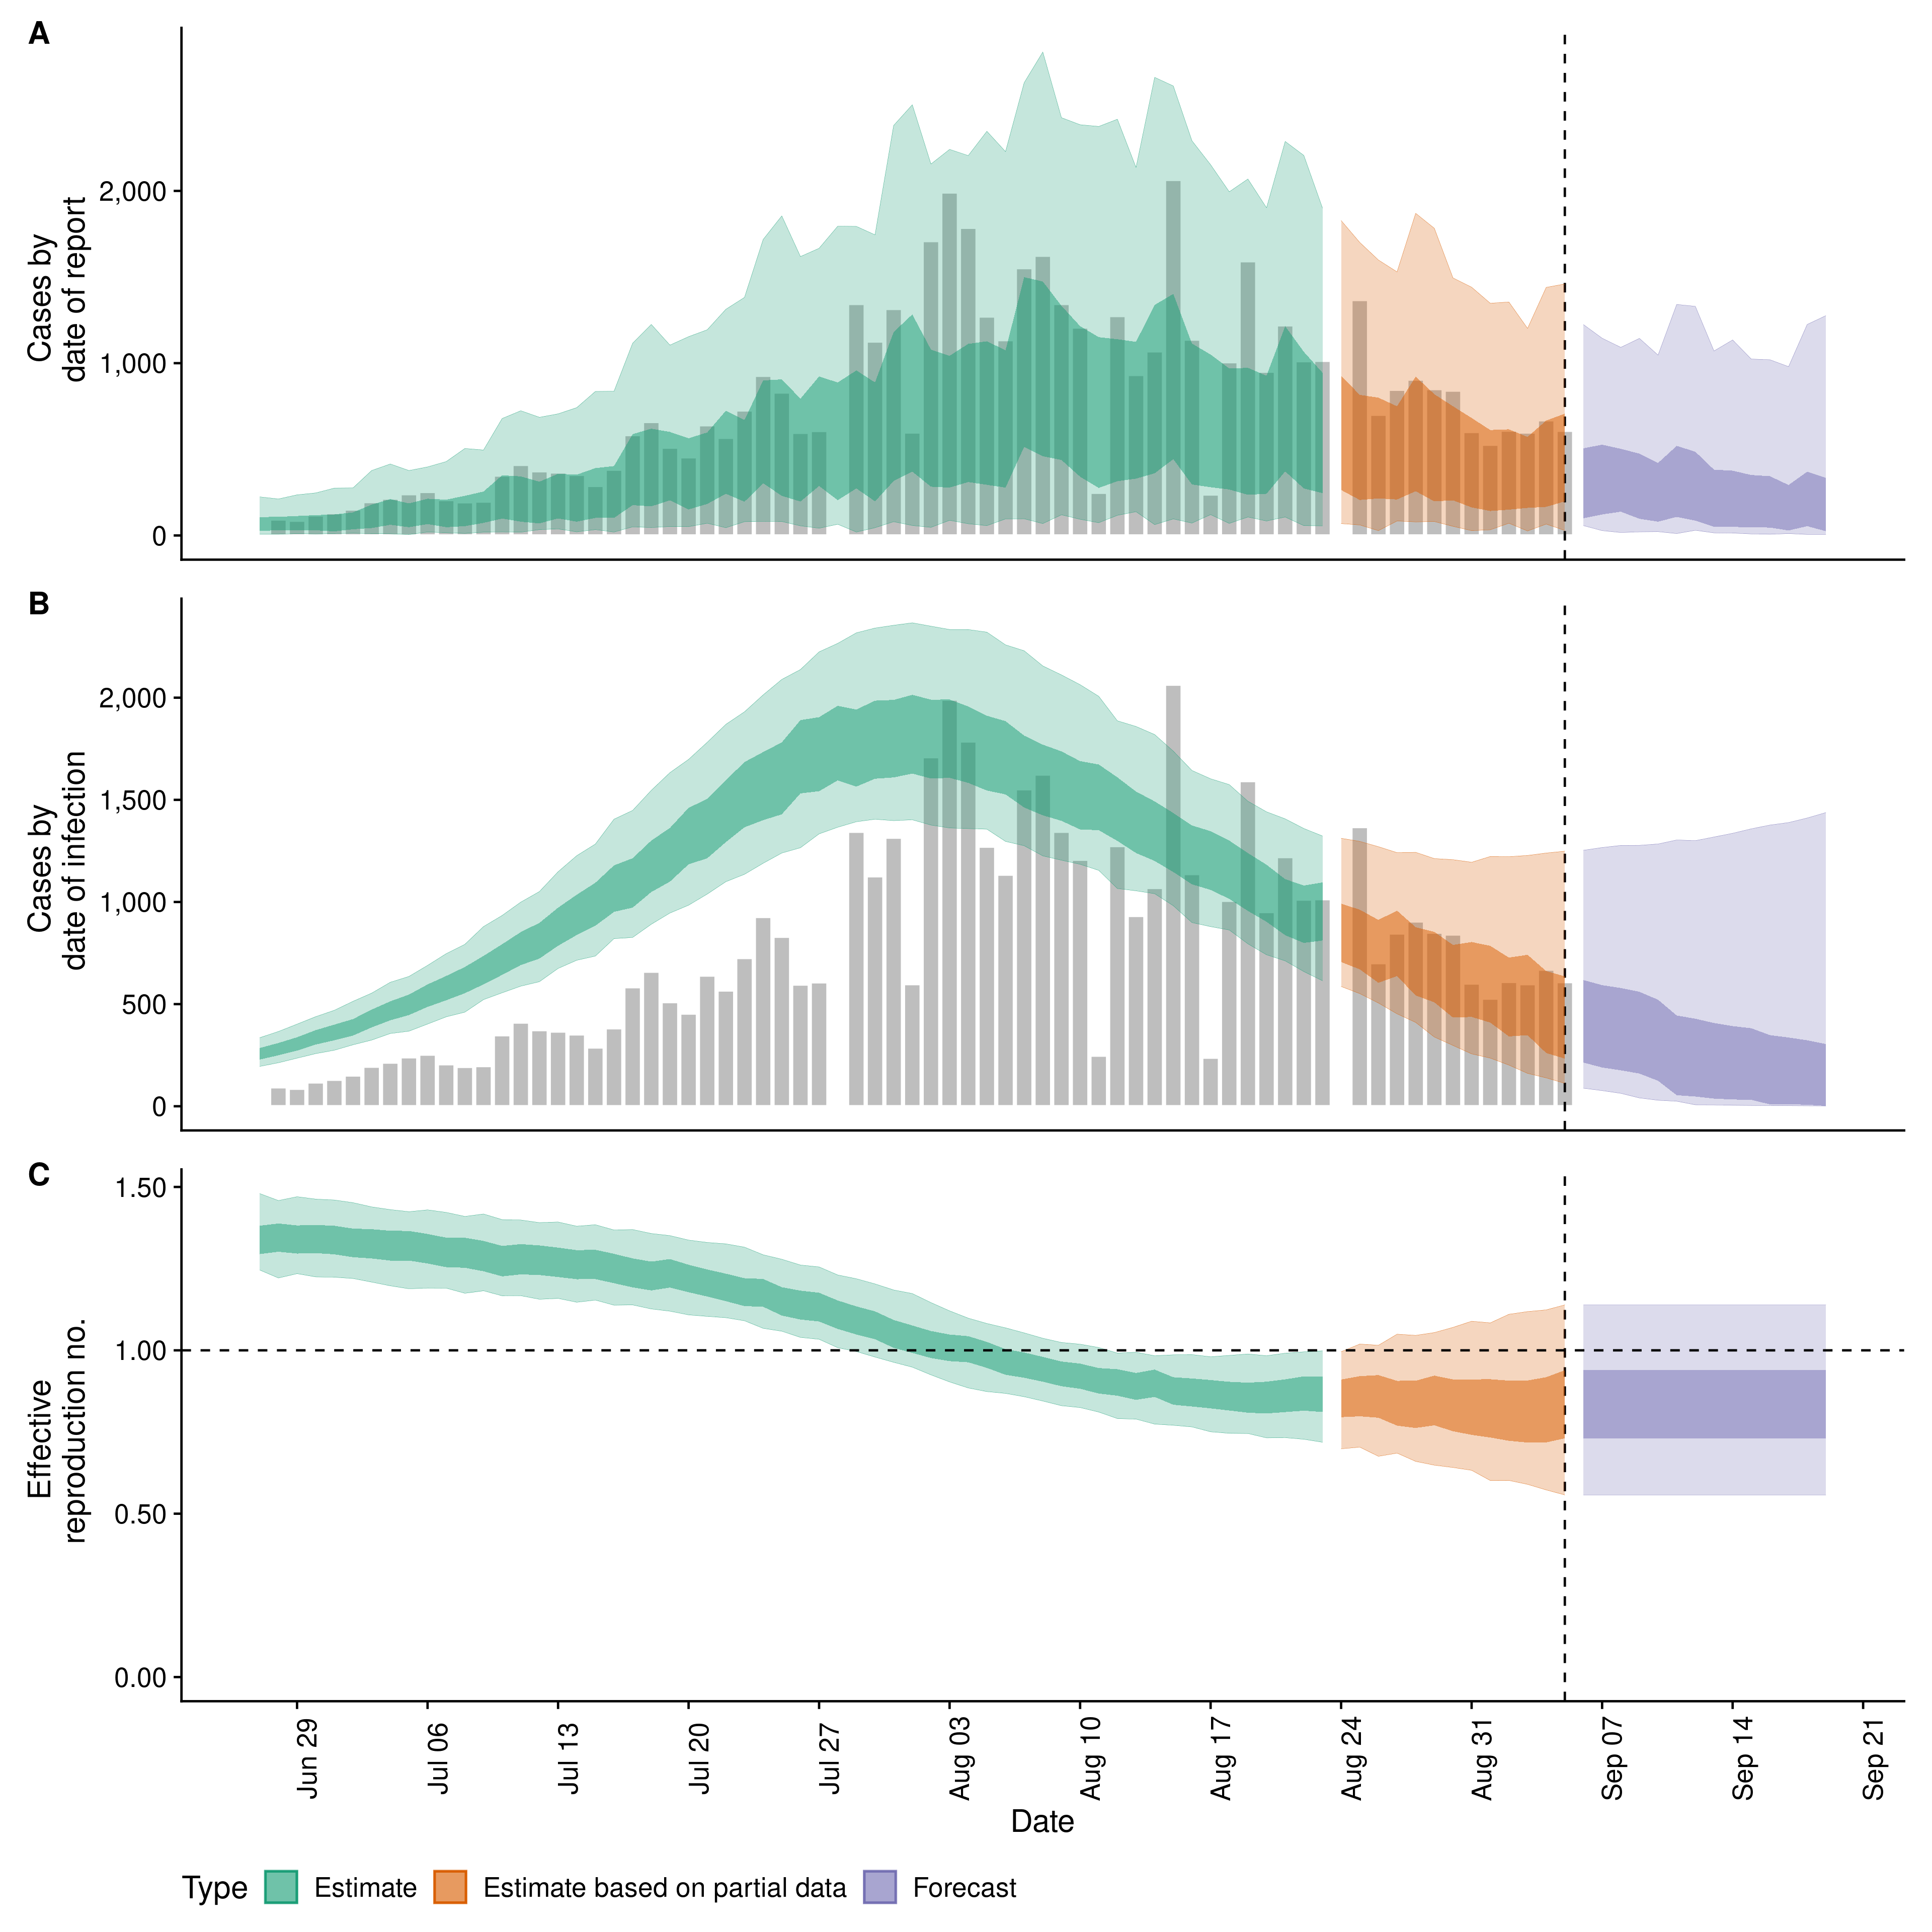 A
Cases by
date of report
2,000
1,000
0
B
Cases by
date of infection
2,000
1,500
1,000
500
0
C
Effective
reproduction no.
1.50
1.00
0.50
0.00
Jun 29
Jul 06
Jul 13
Jul 20
Jul 27
Aug 03
Aug 10
Aug 17
Aug 24
Aug 31
Sep 07
Sep 14
Sep 21
Date
Type Estimate Estimate based on partial data Forecast